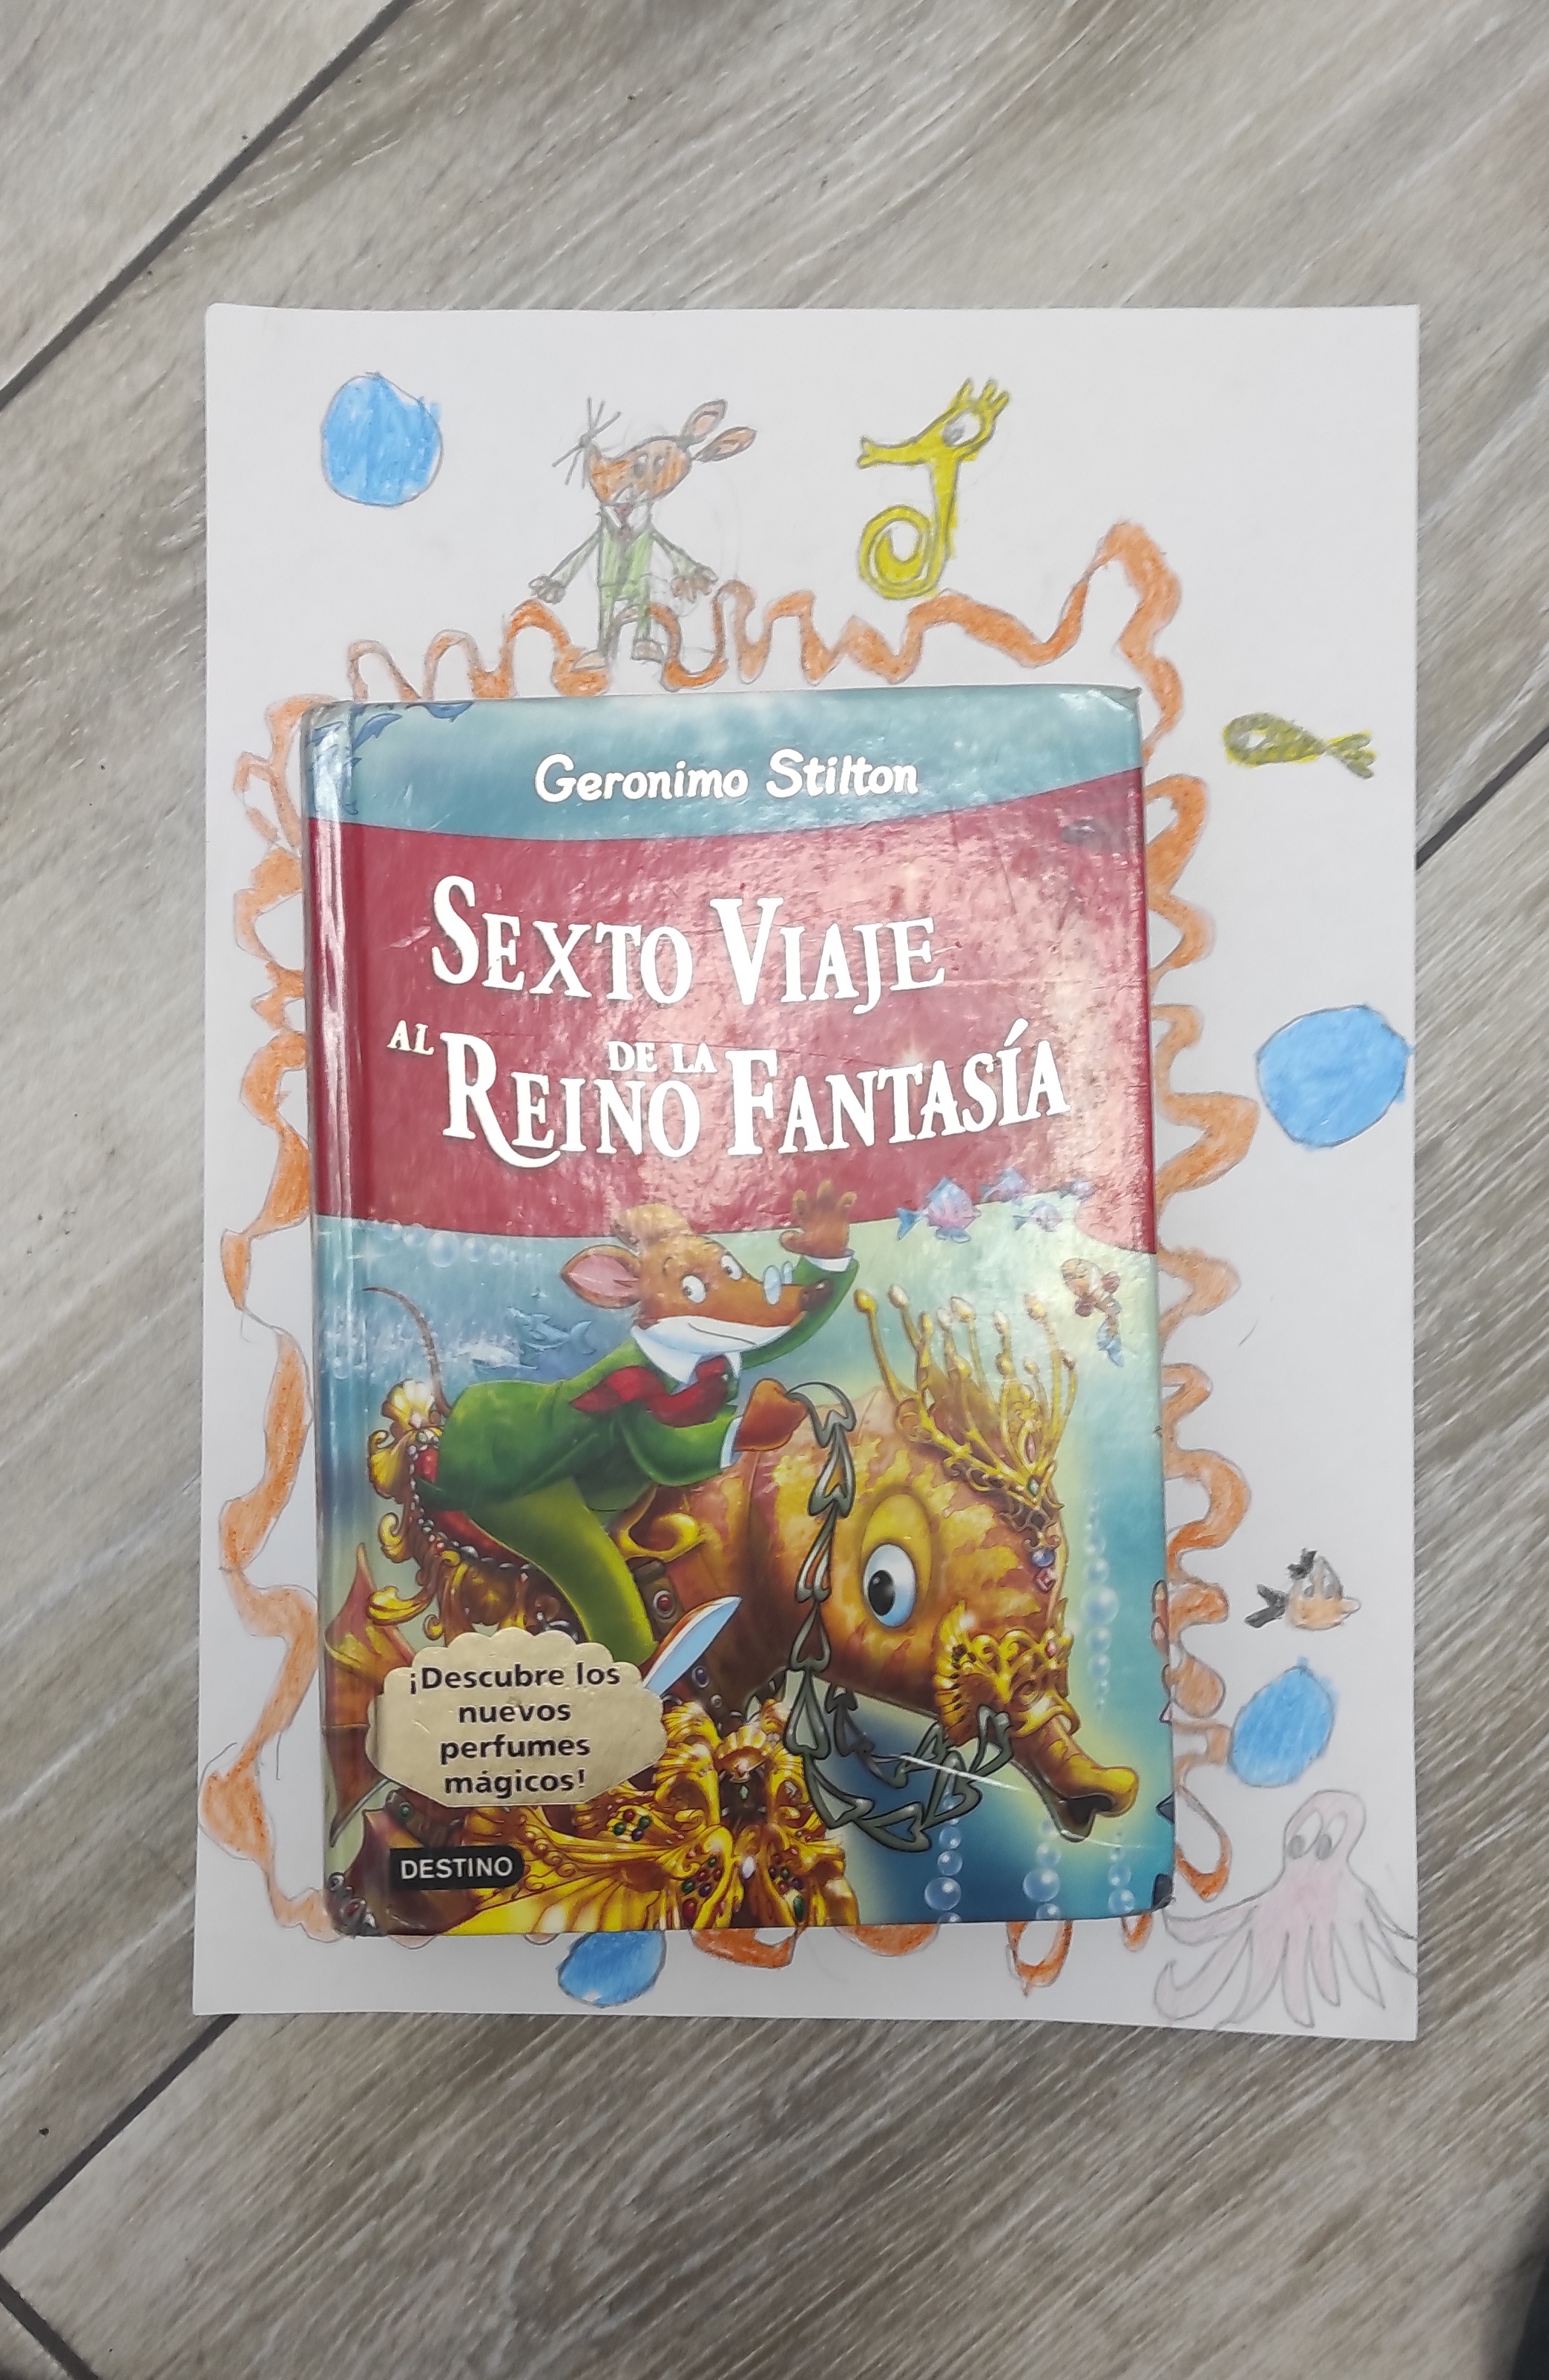 Geronimo Stilton
SEXTO VIAJE
AL REINO DE LA FANTASÍA
¡Descubre los
nuevos
perfumes
mágicos!
DESTINO